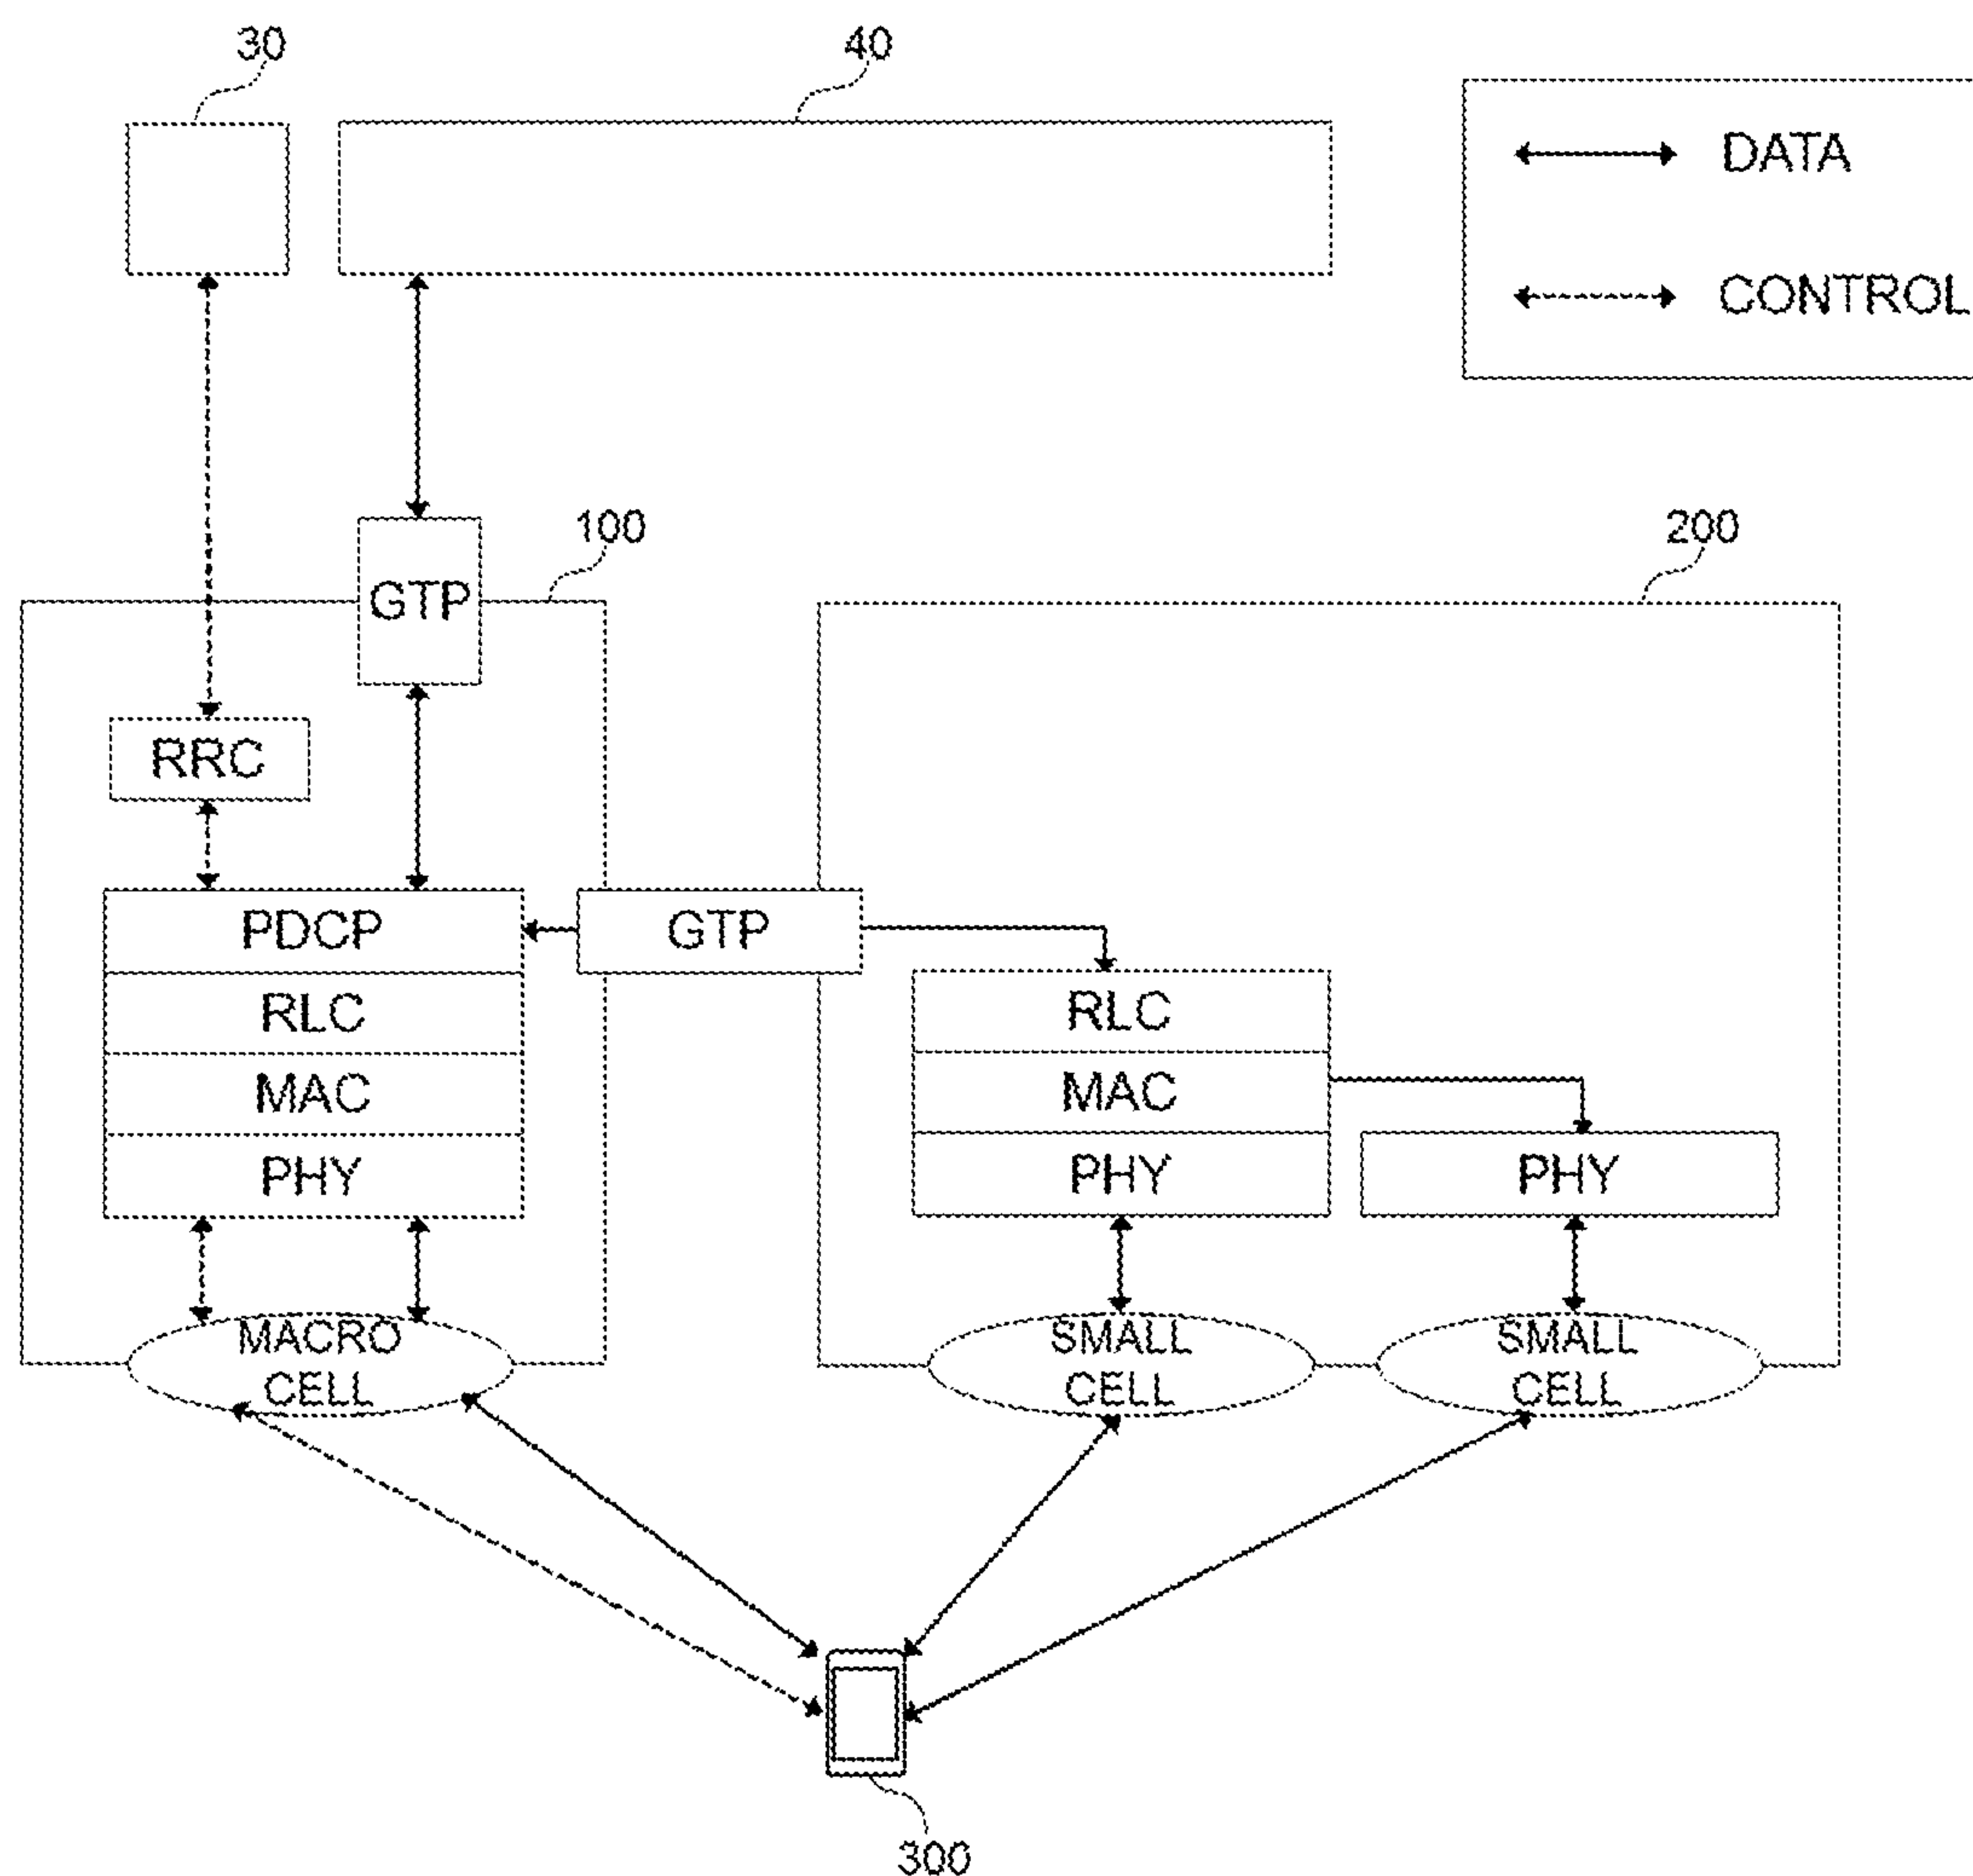 30
40
DATA
CONTROL
100
200
GTP
RRC
PDCP
GTP
RLC
RLC
MAC
MAC
PHY
PHY
PHY
MACRO
CELL
SMALL
CELL
SMALL
CELL
300